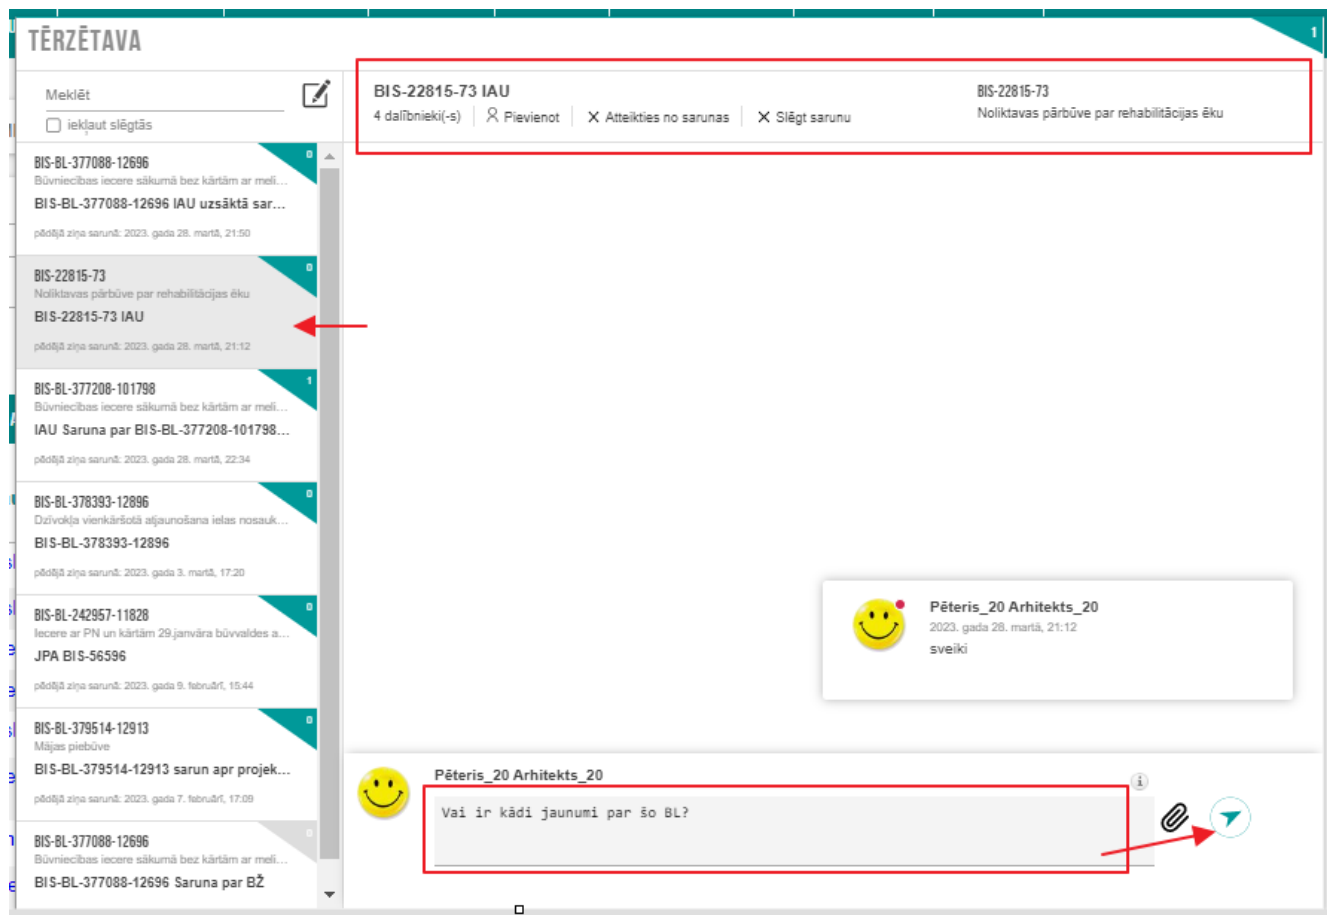 TĒRZĒTAVA
1
Meklēt
iekļaut slēgtās
BIS-22815-73 IAU
4 dalībnieki(-s) Pievienot Atteikties no sarunas Slēgt sarunu
BIS-22815-73
Noliktavas pārbūve par rehabilitācijas ēku
BIS-BL-377088-12696 0
Būvniecības iecere sākumā bez kārtām ar meli...
BIS-BL-377088-12696 IAU uzsāktā sar...
pēdējā ziņa sarunā: 2023. gada 28. martā, 21:50
BIS-22815-73 0
Noliktavas pārbūve par rehabilitācijas ēku
BIS-22815-73 IAU
pēdējā ziņa sarunā: 2023. gada 28. martā, 21:12
BIS-BL-377208-101798 1
Būvniecības iecere sākumā bez kārtām ar meli...
IAU Saruna par BIS-BL-377208-101798...
pēdējā ziņa sarunā: 2023. gada 28. martā, 22:34
BIS-BL-378393-12896 0
Dzīvokļa vienkāršotā atjaunošana ielas nosauk...
BIS-BL-378393-12896
pēdējā ziņa sarunā: 2023. gada 3. martā, 17:20
BIS-BL-242957-11828 0
Iecere ar PN un kārtām 29.janvāra būvvaldes a...
JPA BIS-56596
pēdējā ziņa sarunā: 2023. gada 9. februārī, 15:44
BIS-BL-379514-12913 0
Mājas piebūve
BIS-BL-379514-12913 sarun apr projek...
pēdējā ziņa sarunā: 2023. gada 7. februārī, 17:09
BIS-BL-377088-12696 0
Būvniecības iecere sākumā bez kārtām ar meli...
BIS-BL-377088-12696 Saruna par BŽ
Pēteris_20 Arhitekts_20
2023. gada 28. martā, 21:12
sveiki
Pēteris_20 Arhitekts_20
i
Vai ir kādi jaunumi par šo BL?